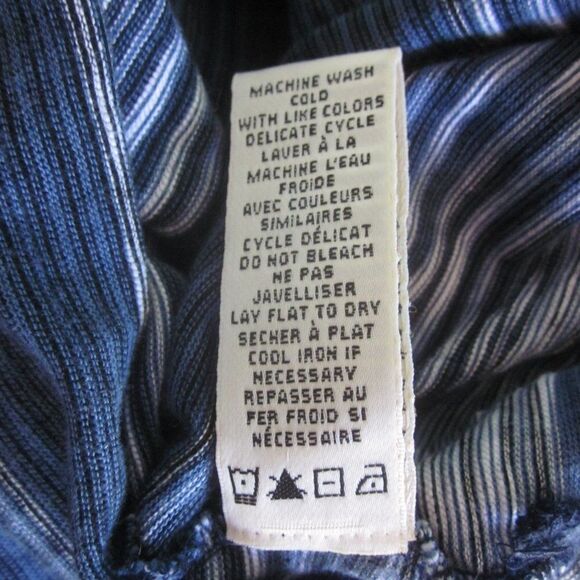 MACHINE WASH
COLD
WITH LIKE COLORS
DELICATE CYCLE
LAVER À LA
MACHINE L'EAU
FROIDE
AVEC COULEURS
SIMILAIRES
CYCLE DÉLICAT
DO NOT BLEACH
NE PAS
JAVELLISER
LAY FLAT TO DRY
SECHER À PLAT
COOL IRON IF
NECESSARY
REPASSER AU
FER FROID SI
NÉCESSAIRE